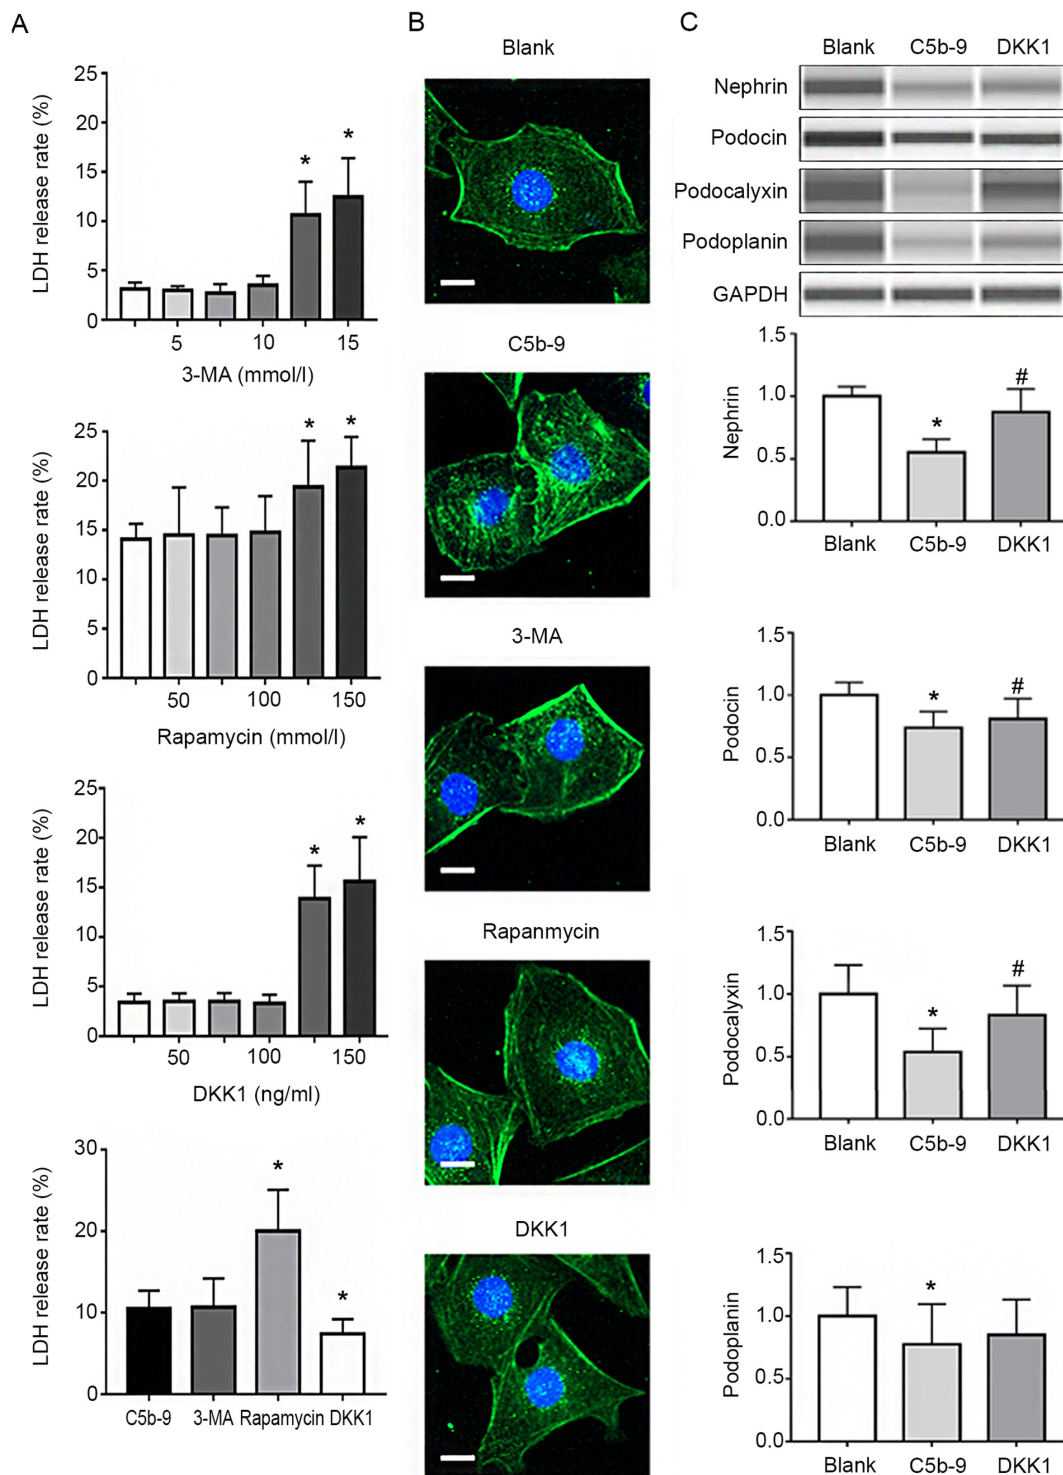 A
25
20
15
10
5
0
LDH release rate (%)
*
*
5
10
15
3-MA (mmol/l)
25
20
15
10
5
0
LDH release rate (%)
*
*
50
100
150
Rapamycin (mmol/l)
25
20
15
10
5
0
LDH release rate (%)
*
*
50
100
150
DKK1 (ng/ml)
30
20
10
0
LDH release rate (%)
*
*
C5b-9 3-MA Rapamycin DKK1
B
Blank
C5b-9
3-MA
Rapanmycin
DKK1
C
Blank C5b-9 DKK1
Nephrin
Podocin
Podocalyxin
Podoplanin
GAPDH
1.5
1.0
0.5
0.0
Nephrin
*
#
Blank C5b-9 DKK1
1.5
1.0
0.5
0.0
Podocin
*
#
Blank C5b-9 DKK1
1.5
1.0
0.5
0.0
Podocalyxin
*
#
Blank C5b-9 DKK1
1.5
1.0
0.5
0.0
Podoplanin
*
Blank C5b-9 DKK1